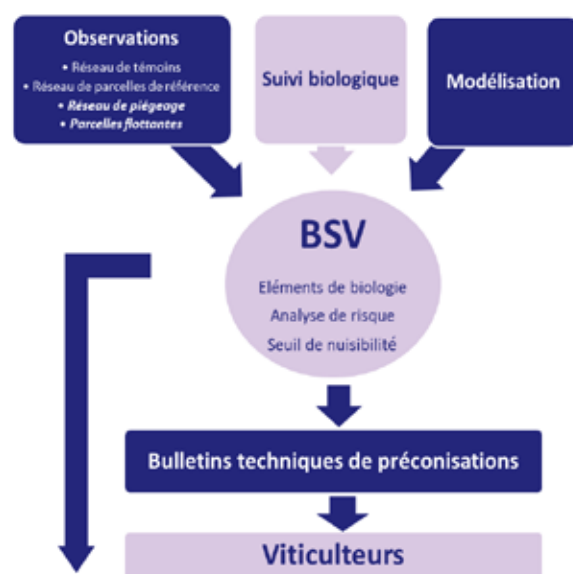 Observations
• Réseau de témoins
• Réseau de parcelles de référence
• Réseau de piégeage
• Parcelles flottantes
Suivi biologique
Modélisation
BSV
Eléments de biologie
Analyse de risque
Seuil de nuisibilité
Bulletins techniques de préconisations
Viticulteurs